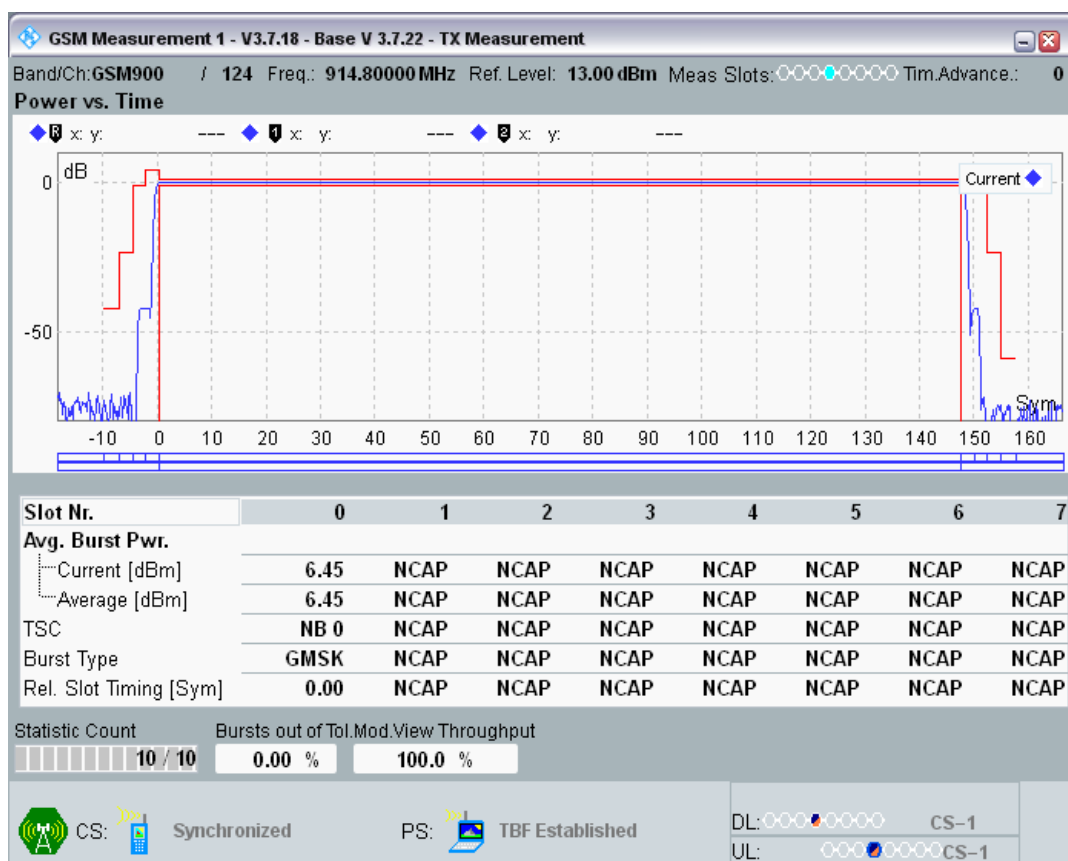 GSM Measurement 1 - V3.7.18 - Base V 3.7.22 - TX Measurement
Band/Ch:GSM900 / 124 Freq.: 914.80000 MHz Ref. Level: 13.00 dBm Meas Slots: Tim.Advance.: 0
Power vs. Time
R x: y: --- 1 x: y: --- 2 x: y: ---
dB
Current
0
-50
Sym
-10 0 10 20 30 40 50 60 70 80 90 100 110 120 130 140 150 160
Slot Nr. 0 1 2 3 4 5 6 7
Avg. Burst Pwr.
Current [dBm] 6.45 NCAP NCAP NCAP NCAP NCAP NCAP NCAP
Average [dBm] 6.45 NCAP NCAP NCAP NCAP NCAP NCAP NCAP
TSC NB 0 NCAP NCAP NCAP NCAP NCAP NCAP NCAP
Burst Type GMSK NCAP NCAP NCAP NCAP NCAP NCAP NCAP
Rel. Slot Timing [Sym] 0.00 NCAP NCAP NCAP NCAP NCAP NCAP NCAP
Statistic Count Bursts out of Tol. Mod.View Throughput
10 / 10 0.00 % 100.0 %
CS: Synchronized PS: TBF Established
DL: CS-1
UL: CS-1